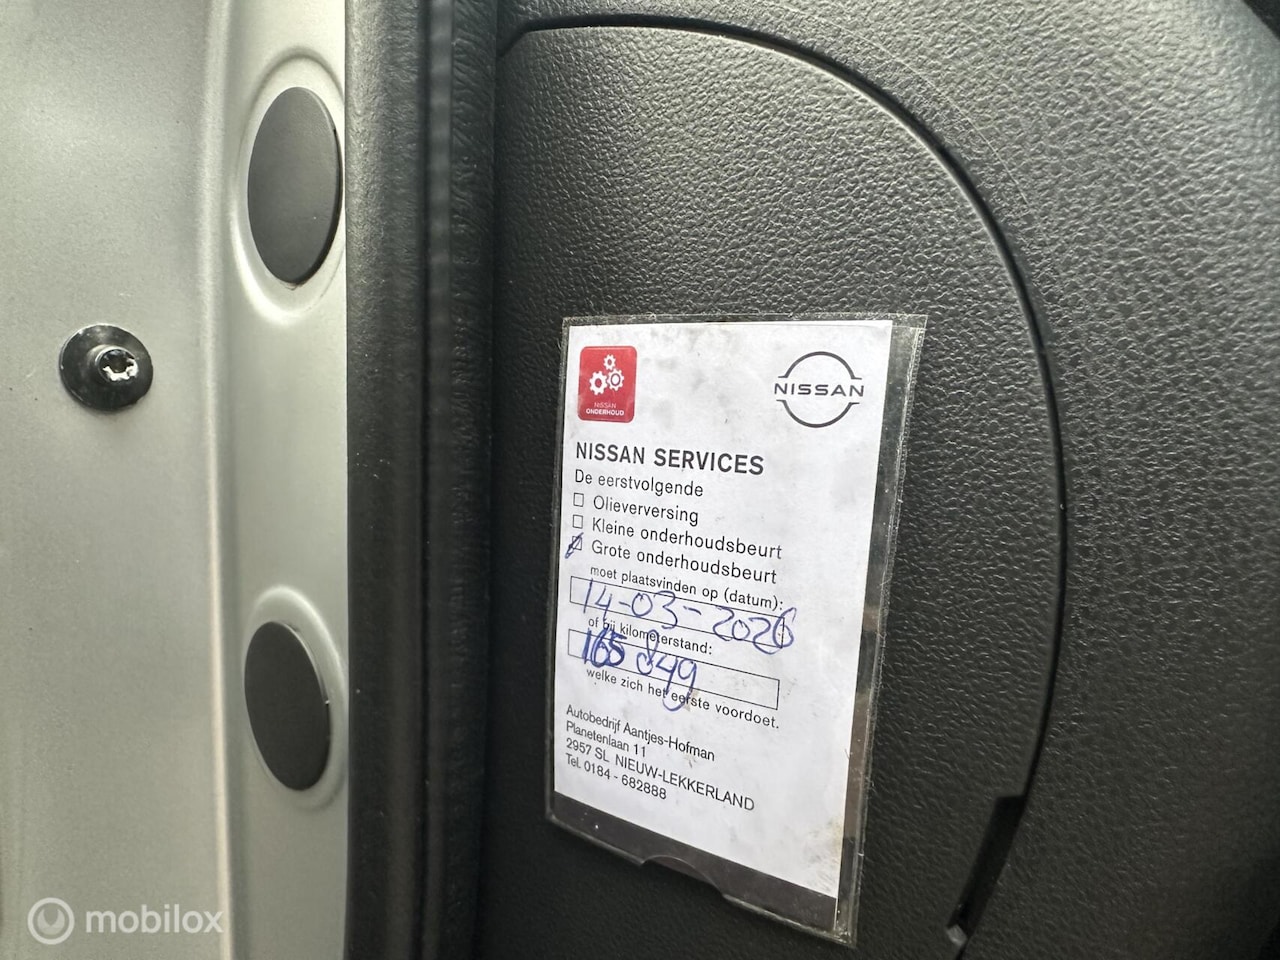 NISSAN
ONDERHOUD
NISSAN
NISSAN SERVICES
De eerstvolgende
Olieverversing
Kleine onderhoudsbeurt
Grote onderhoudsbeurt
moet plaatsvinden op (datum):
14-03-2026
of bij kilometerstand:
165849
welke zich het eerste voordoet.
Autobedrijf Aantjes-Hofman
Planetenlaan 11
2957 SL NIEUW-LEKKERLAND
Tel. 0184 - 682888
mobilox